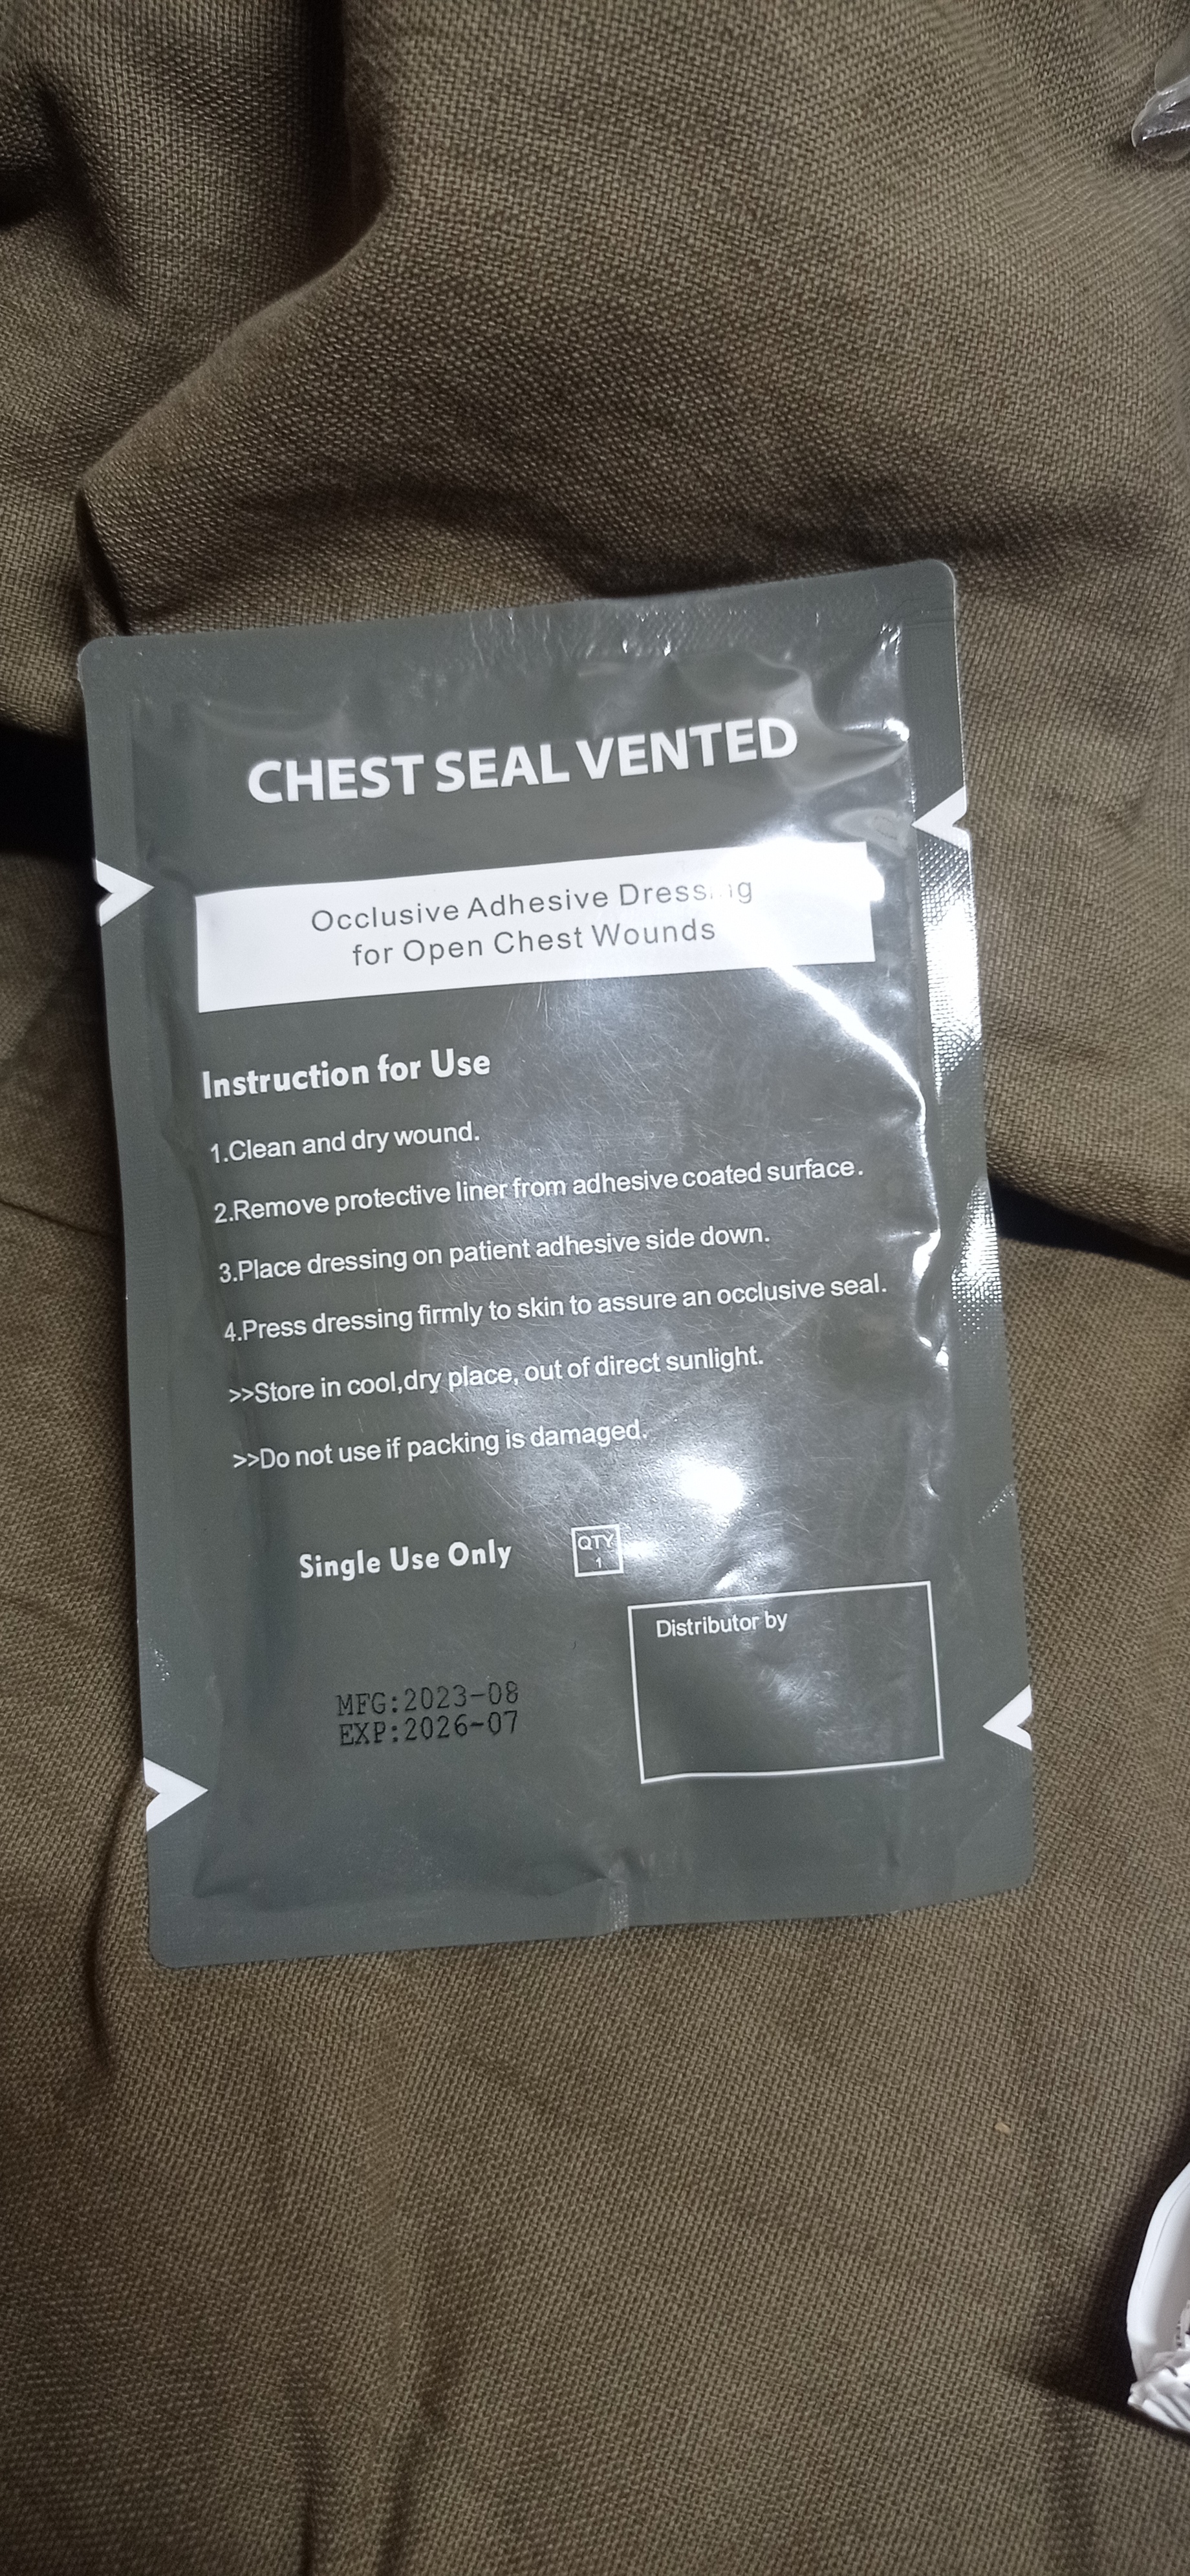 CHEST SEAL VENTED
Occlusive Adhesive Dressing
for Open Chest Wounds
Instruction for Use
1.Clean and dry wound.
2.Remove protective liner from adhesive coated surface.
3.Place dressing on patient adhesive side down.
4.Press dressing firmly to skin to assure an occlusive seal.
>>Store in cool,dry place, out of direct sunlight.
>>Do not use if packing is damaged.
Single Use Only
QTY
1
Distributor by
MFG:2023-08
EXP:2026-07